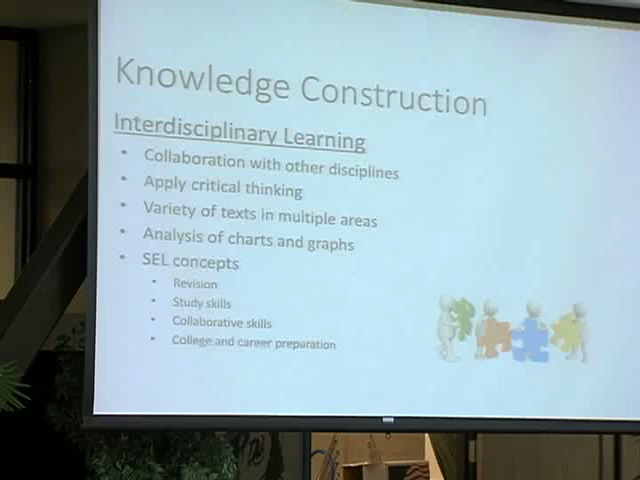 Knowledge Construction
Interdisciplinary Learning
• Collaboration with other disciplines
• Apply critical thinking
• Variety of texts in multiple areas
• Analysis of charts and graphs
• SEL concepts
• Revision
• Study skills
• Collaborative skills
• College and career preparation